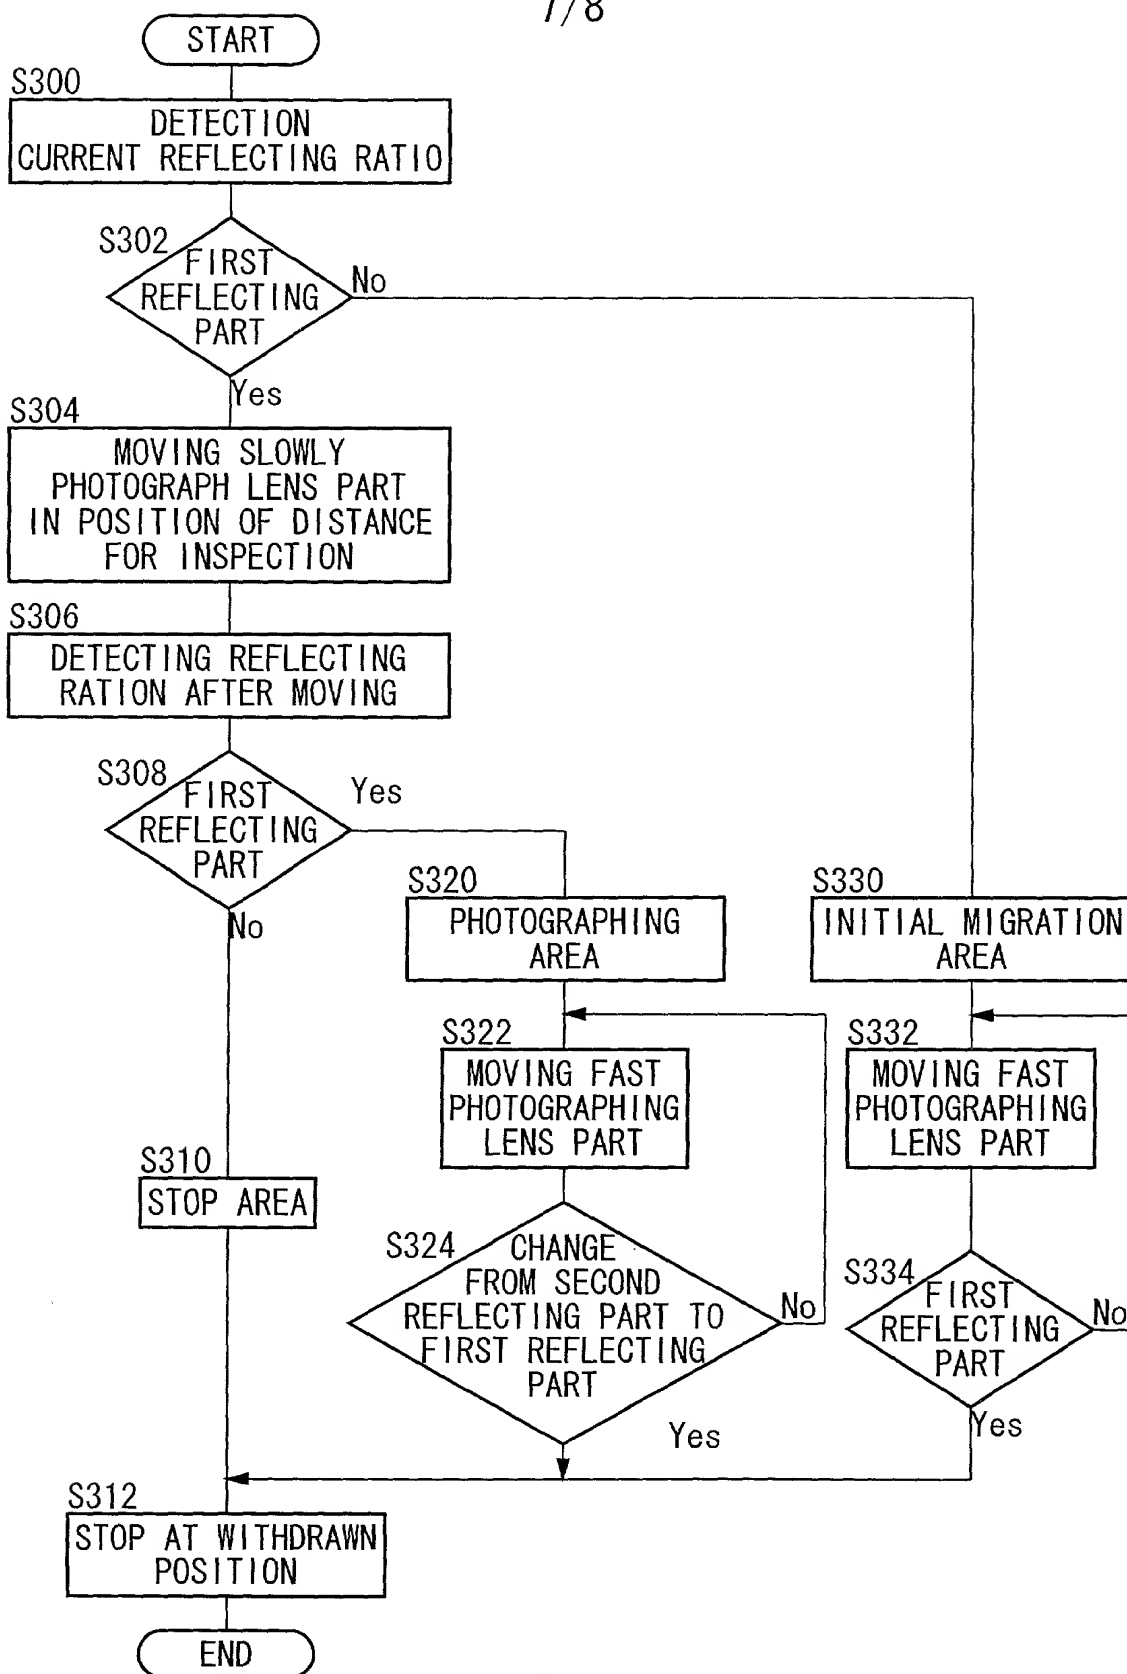 7/8
START
S300
DETECTION
CURRENT REFLECTING RATIO
S302
FIRST
REFLECTING
PART
No
Yes
S304
MOVING SLOWLY
PHOTOGRAPH LENS PART
IN POSITION OF DISTANCE
FOR INSPECTION
S306
DETECTING REFLECTING
RATION AFTER MOVING
S308
FIRST
REFLECTING
PART
Yes
No
S320
PHOTOGRAPHING
AREA
S330
INITIAL MIGRATION
AREA
S322
MOVING FAST
PHOTOGRAPHING
LENS PART
S332
MOVING FAST
PHOTOGRAPHING
LENS PART
S310
STOP AREA
S324
CHANGE
FROM SECOND
REFLECTING PART TO
FIRST REFLECTING
PART
No
Yes
S334
FIRST
REFLECTING
PART
No
Yes
S312
STOP AT WITHDRAWN
POSITION
END